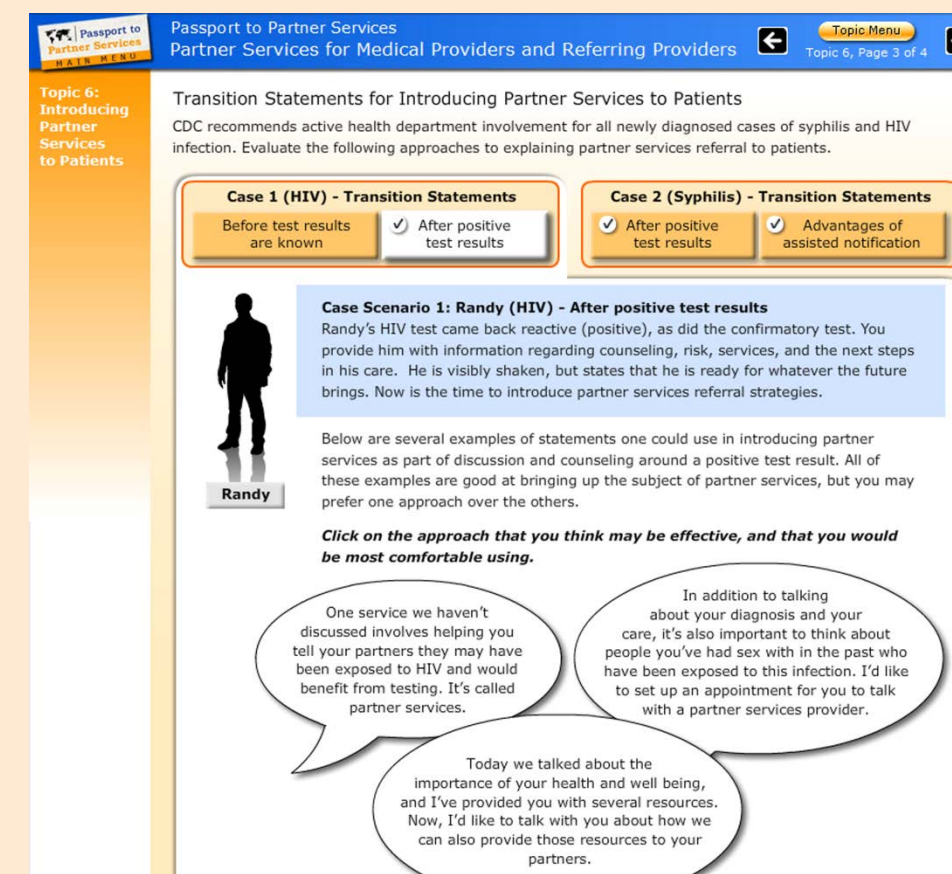 Passport to
Partner Services
MAIN MENU
Passport to Partner Services
Partner Services for Medical Providers and Referring Providers
Topic Menu
Topic 6, Page 3 of 4
Topic 6:
Introducing
Partner
Services
to Patients
Transition Statements for Introducing Partner Services to Patients
CDC recommends active health department involvement for all newly diagnosed cases of syphilis and HIV
infection. Evaluate the following approaches to explaining partner services referral to patients.
Case 1 (HIV) - Transition Statements
Before test results
are known
After positive
test results
Case 2 (Syphilis) - Transition Statements
After positive
test results
Advantages of
assisted notification
Case Scenario 1: Randy (HIV) - After positive test results
Randy's HIV test came back reactive (positive), as did the confirmatory test. You
provide him with information regarding counseling, risk, services, and the next steps
in his care. He is visibly shaken, but states that he is ready for whatever the future
brings. Now is the time to introduce partner services referral strategies.
Randy
Below are several examples of statements one could use in introducing partner
services as part of discussion and counseling around a positive test result. All of
these examples are good at bringing up the subject of partner services, but you may
prefer one approach over the others.
Click on the approach that you think may be effective, and that you would
be most comfortable using.
One service we haven't
discussed involves helping you
tell your partners they may have
been exposed to HIV and would
benefit from testing. It's called
partner services.
In addition to talking
about your diagnosis and your
care, it's also important to think about
people you've had sex with in the past who
have been exposed to this infection. I'd like
to set up an appointment for you to talk
with a partner services provider.
Today we talked about the
importance of your health and well being,
and I've provided you with several resources.
Now, I'd like to talk with you about how we
can also provide those resources to your
partners.